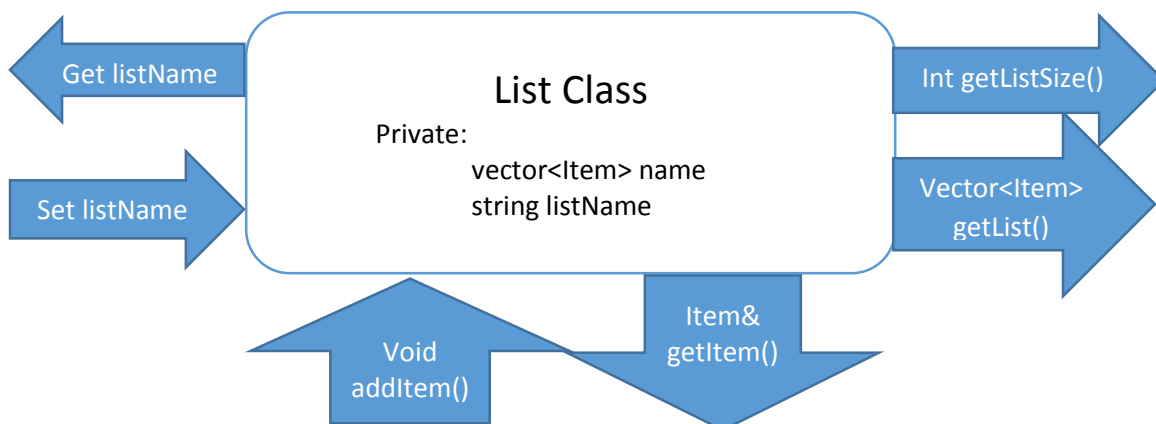 Get listName
Set listName
List Class
Private:
vector<Item> name
string listName
Int getListSize()
Vector<Item>
getList()
Void
addItem()
Item&
getItem()